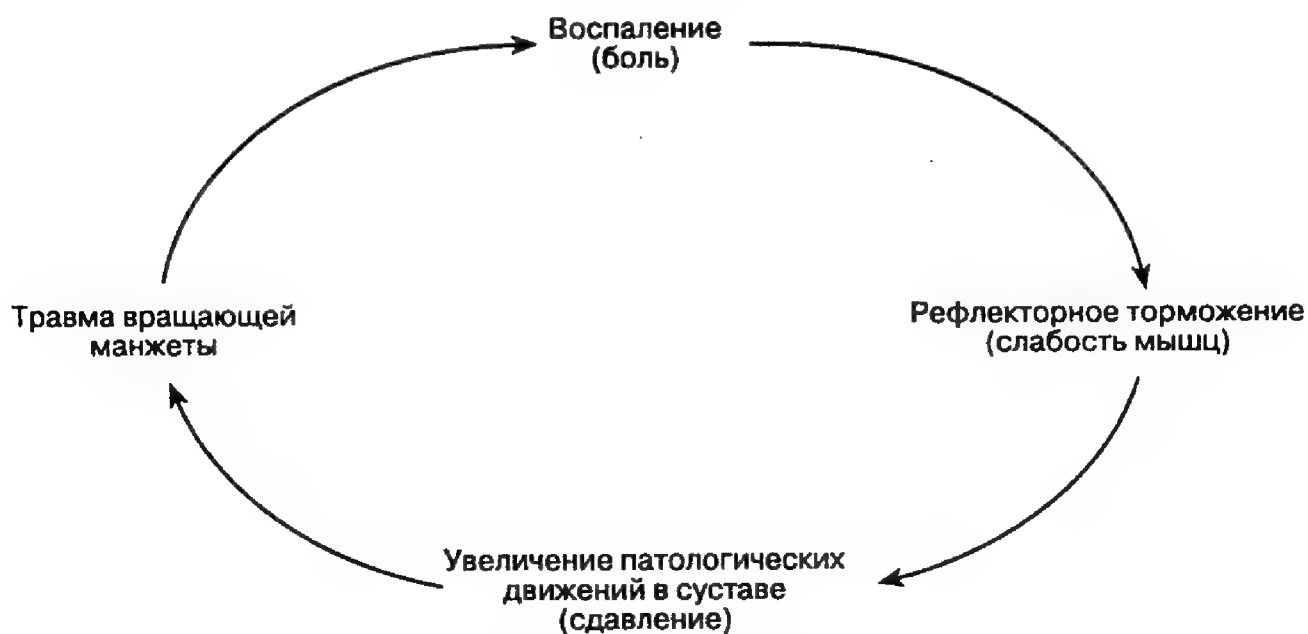 Воспаление
(боль)
Рефлекторное торможение
(слабость мышц)
Увеличение патологических
движений в суставе
(сдавление)
Травма вращающей
манжеты